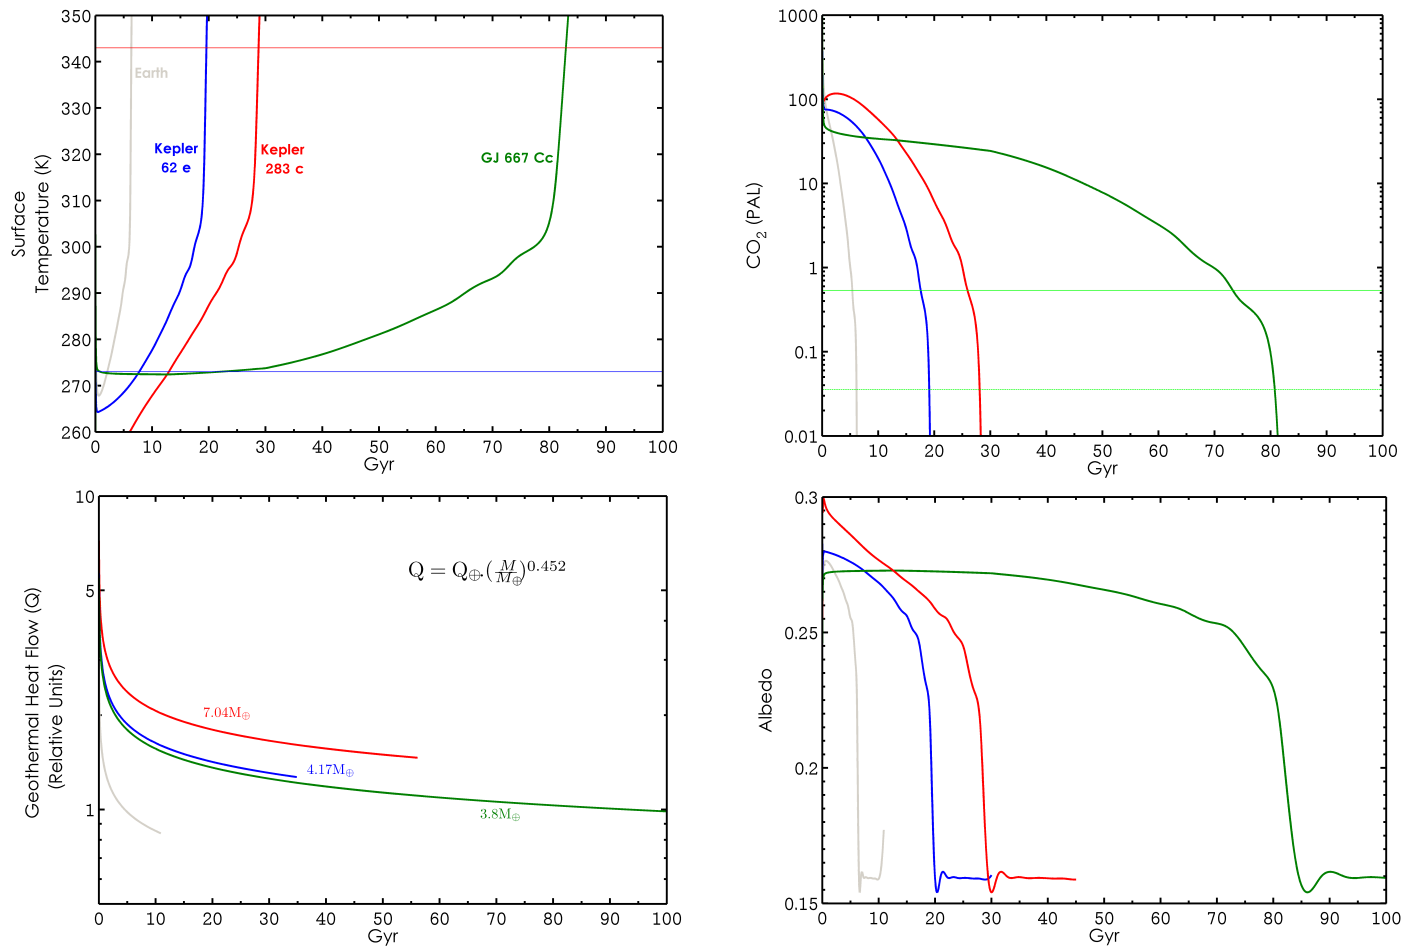 350
340
330
320
310
300
290
280
270
260
Surface
Temperature (K)
Earth
Kepler
62 e
Kepler
283 c
GJ 667 Cc
0 10 20 30 40 50 60 70 80 90 100
Gyr
1000
100
10
1
0.1
0.01
CO2 (PAL)
0 10 20 30 40 50 60 70 80 90 100
Gyr
10
5
1
Geothermal Heat Flow (Q)
(Relative Units)
Q = Q⊕.(M/M⊕)^0.452
7.04M⊕
4.17M⊕
3.8M⊕
0 10 20 30 40 50 60 70 80 90 100
Gyr
0.3
0.25
0.2
0.15
Albedo
0 10 20 30 40 50 60 70 80 90 100
Gyr